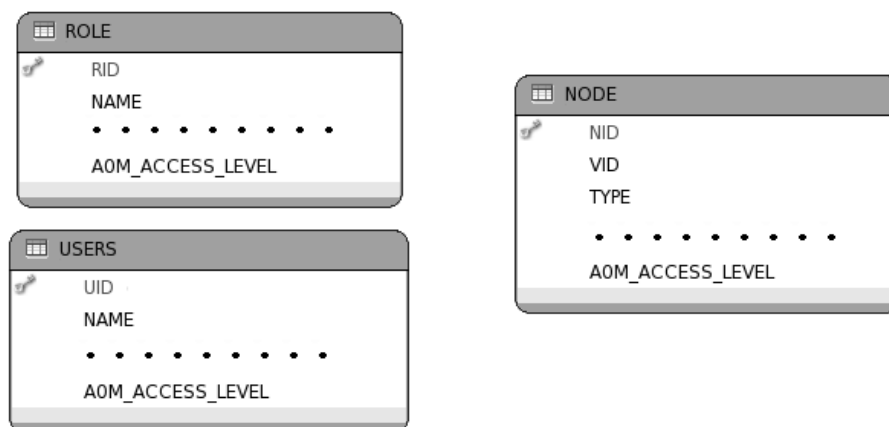 ROLE
RID
NAME
• • • • • • • • •
A0M_ACCESS_LEVEL
USERS
UID
NAME
• • • • • • • • •
A0M_ACCESS_LEVEL
NODE
NID
VID
TYPE
• • • • • • • • •
A0M_ACCESS_LEVEL